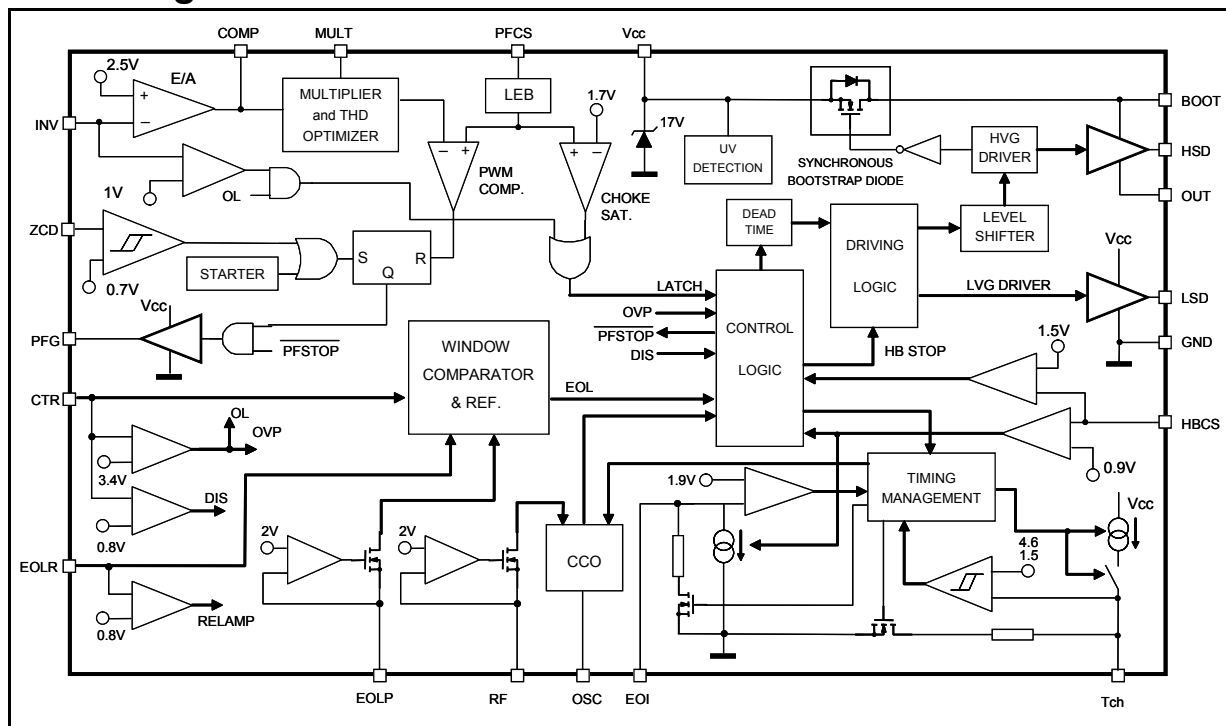 COMP
MULT
PFCS
Vcc
2.5V
E/A
+
−
INV
MULTIPLIER
and THD
OPTIMIZER
LEB
1.7V
− +
+ −
PWM
COMP.
CHOKE
SAT.
17V
UV
DETECTION
SYNCHRONOUS
BOOTSTRAP DIODE
HVG
DRIVER
BOOT
HSD
OUT
1V
OL
ZCD
0.7V
STARTER
S
Q
R
DEAD
TIME
DRIVING
LOGIC
LEVEL
SHIFTER
Vcc
LVG DRIVER
LSD
GND
Vcc
PFG
PFSTOP
LATCH
OVP
PFSTOP
DIS
CONTROL
LOGIC
HB STOP
1.5V
WINDOW
COMPARATOR
& REF.
EOL
CTR
OL
OVP
3.4V
DIS
0.8V
HBCS
0.9V
1.9V
TIMING
MANAGEMENT
Vcc
4.6
1.5
2V
2V
CCO
EOLR
0.8V
RELAMP
EOLP
RF
OSC
EOI
Tch